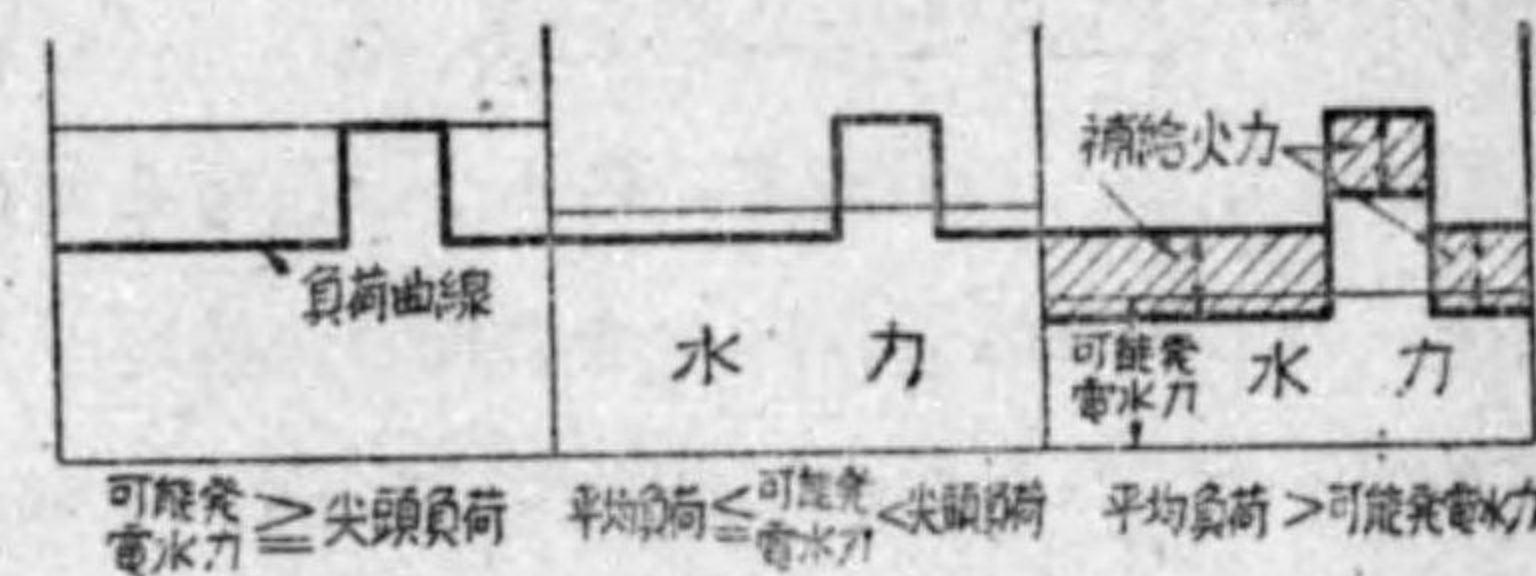 補給火力
負荷曲線
水力
可能発
電水力
水力
可能発
電水力≧尖頭負荷
平均負荷≦可能発
電水力<尖頭負荷
平均負荷>可能発電水力